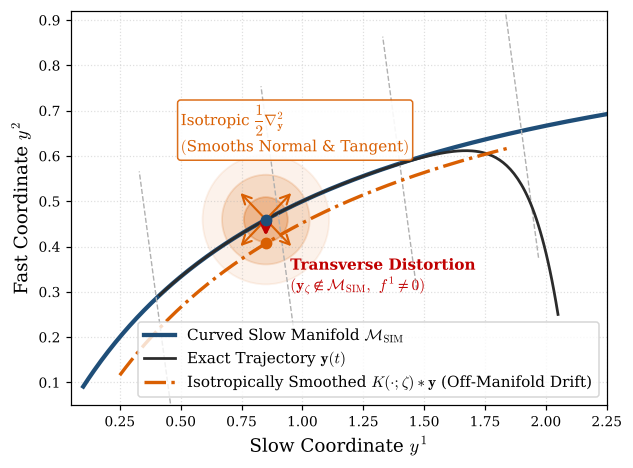 0.9
0.8
0.7
0.6
0.5
0.4
0.3
0.2
0.1
Fast Coordinate y²
Isotropic ½∇²_𝐲
(Smooths Normal & Tangent)
Transverse Distortion
(𝐲_ζ ∉ ℳ_SIM, f¹ ≠ 0)
Curved Slow Manifold ℳ_SIM
Exact Trajectory 𝐲(t)
Isotropically Smoothed K(·; ζ) ∗ 𝐲 (Off-Manifold Drift)
0.25 0.50 0.75 1.00 1.25 1.50 1.75 2.00 2.25
Slow Coordinate y¹